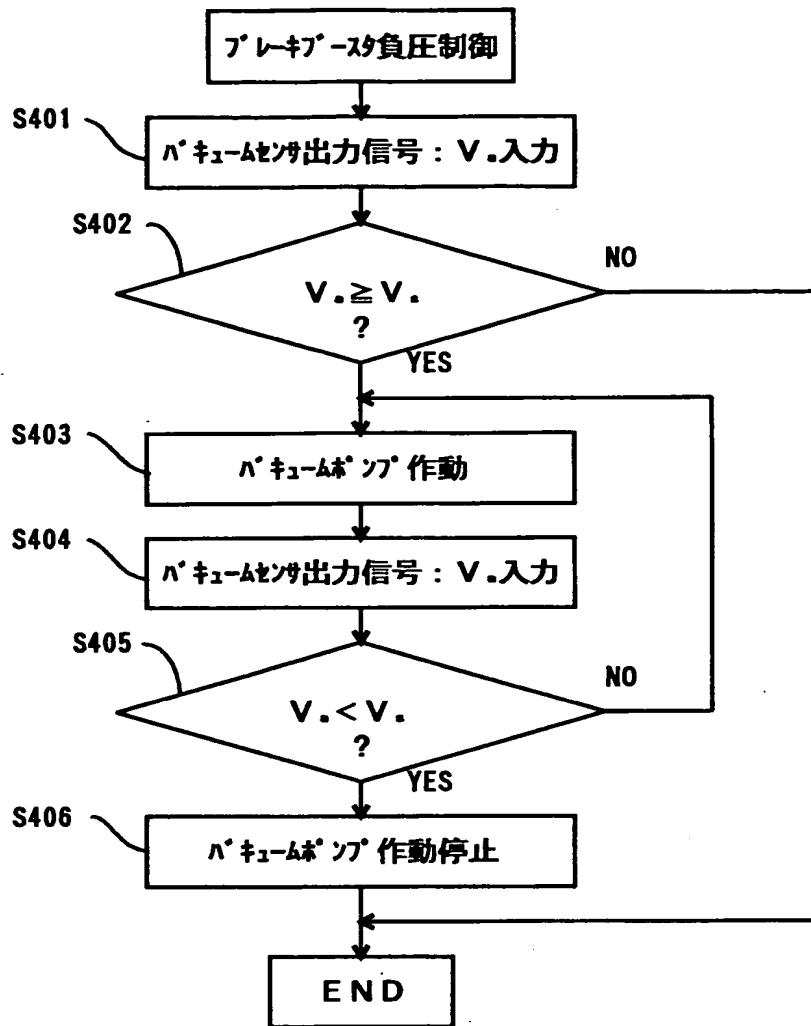 ブレーキブースタ負圧制御
S401
バキュームセンサ出力信号：V 入力
S402
NO
V ≧ V
?
YES
S403
バキュームポンプ作動
S404
バキュームセンサ出力信号：V 入力
S405
NO
V < V
?
YES
S406
バキュームポンプ作動停止
END